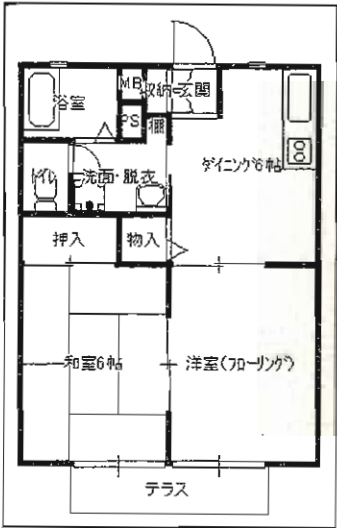 浴室
MB
収納
玄関
PS
棚
ダイニング6帖
トイレ
洗面・脱衣
押入
物入
和室6帖
洋室(フローリング)
テラス